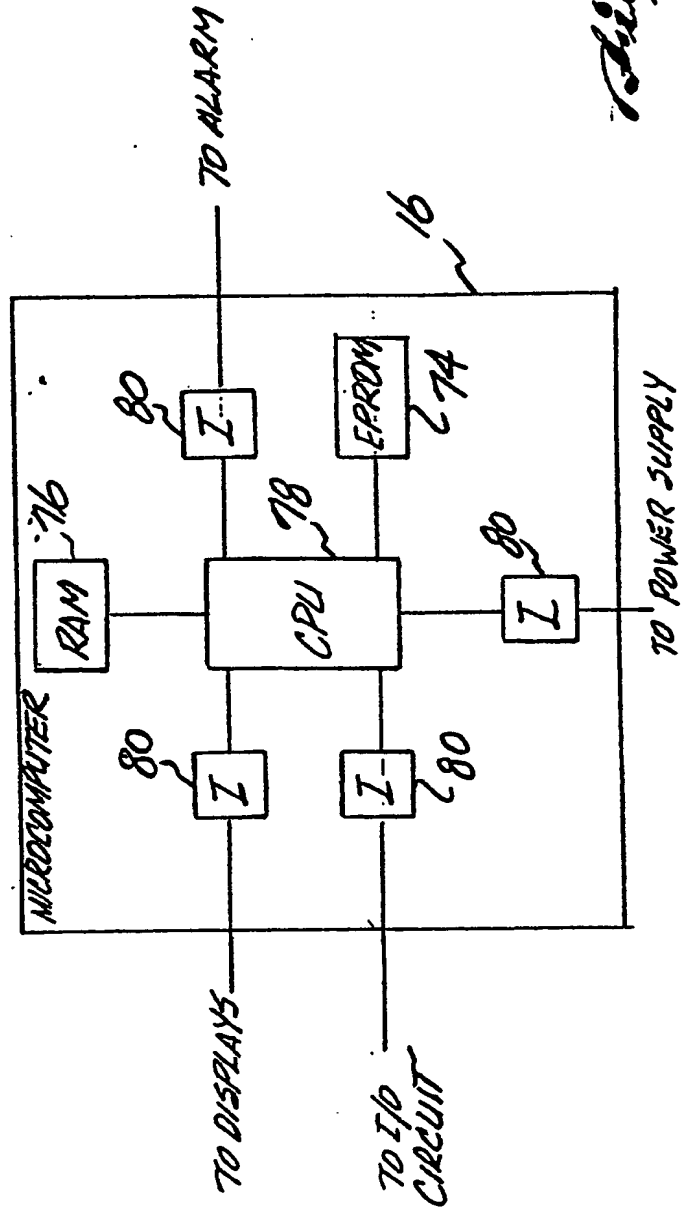 MICROCOMPUTER
RAM
76
80
I
TO ALARM
80
I
TO DISPLAYS
CPU
78
EPROM
74
16
I
80
TO I/O
CIRCUIT
I
80
TO POWER SUPPLY